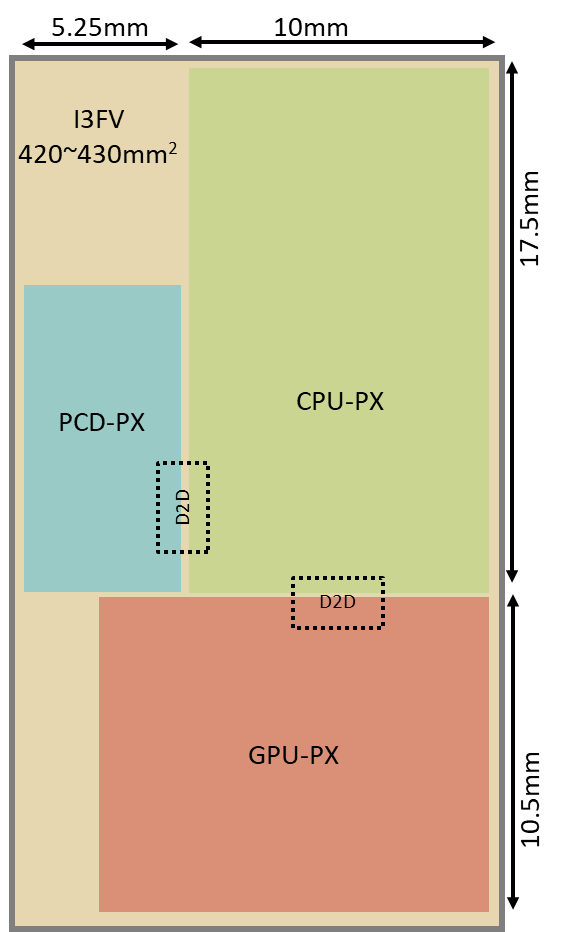 5.25mm
10mm
I3FV
420~430mm²
17.5mm
PCD-PX
CPU-PX
D2D
D2D
GPU-PX
10.5mm